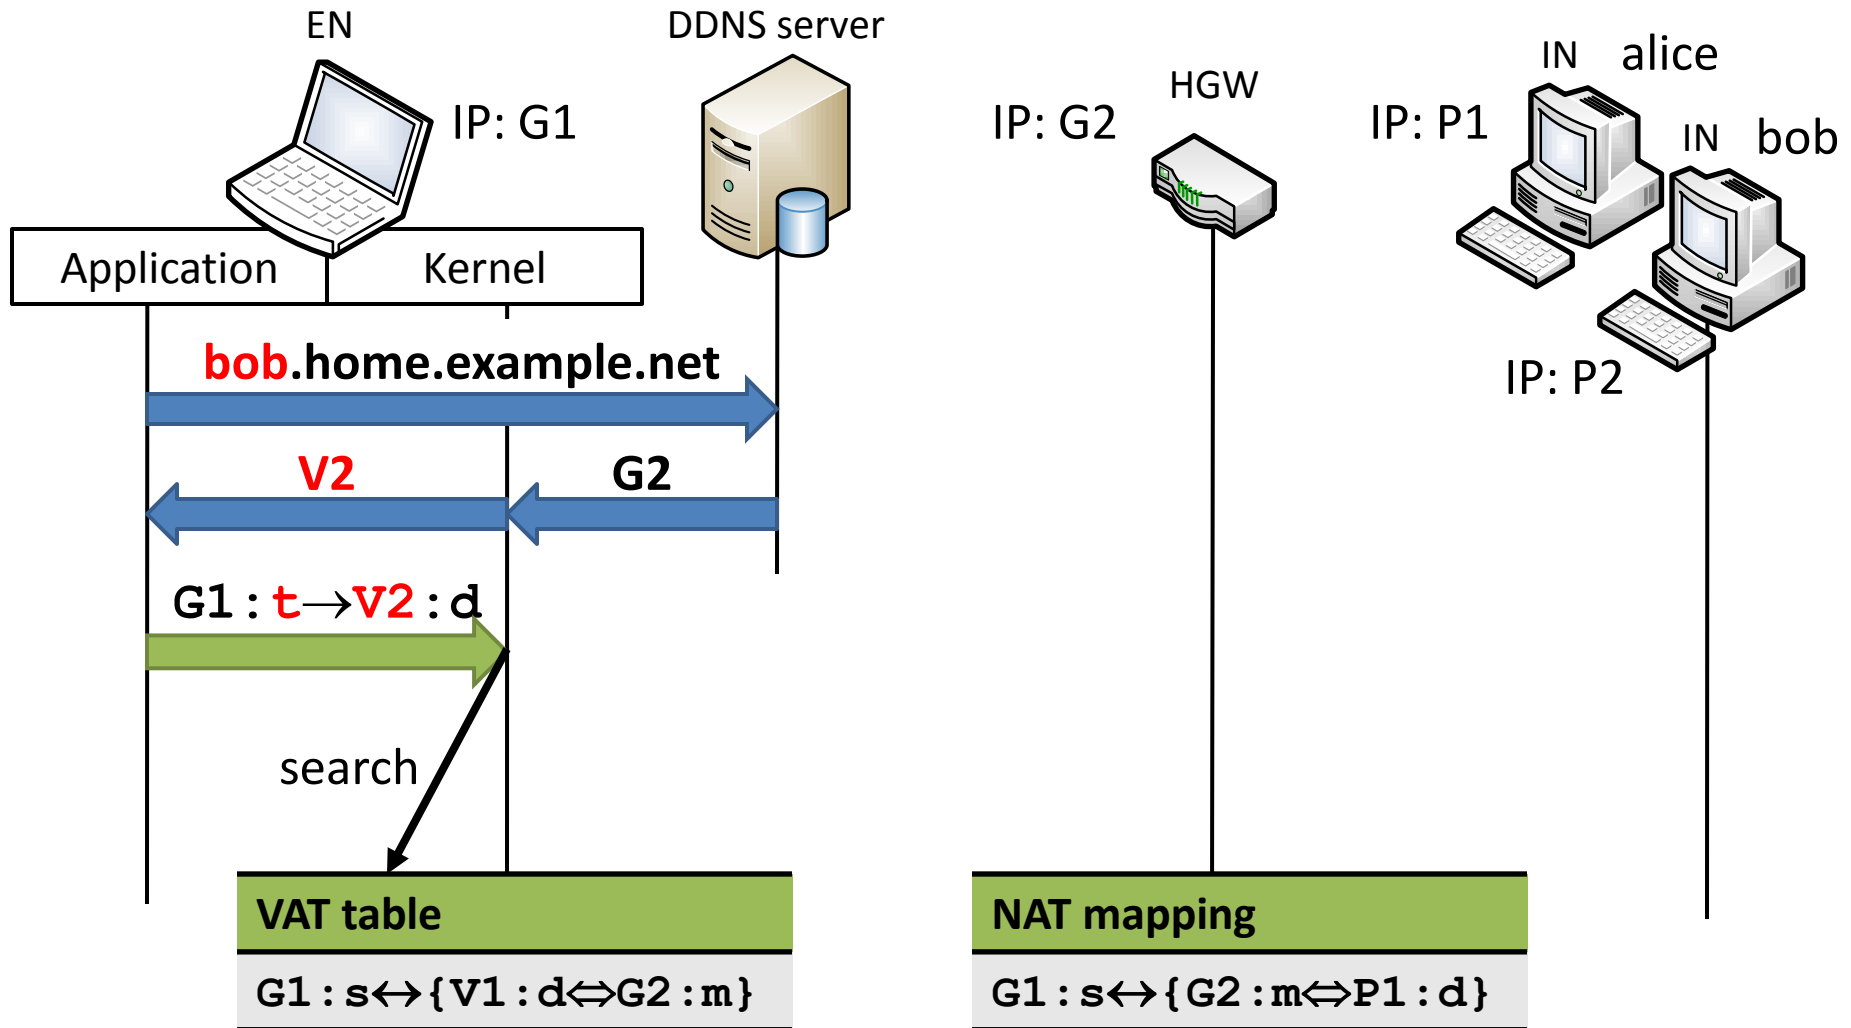 EN
DDNS server
IP: G1
HGW
IP: G2
IN alice
IP: P1
IN bob
IP: P2
Application
Kernel
bob.home.example.net
V2
G2
G1:t→V2:d
search
VAT table
G1:s↔{V1:d⇔G2:m}
NAT mapping
G1:s↔{G2:m⇔P1:d}